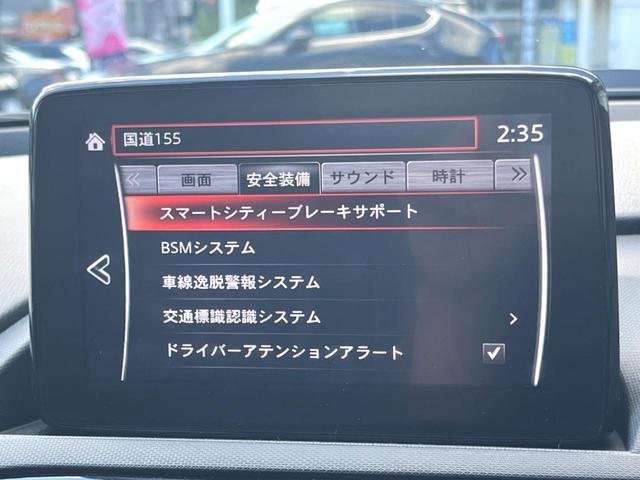 国道155
2:35
画面 安全装備 サウンド 時計
スマートシティーブレーキサポート
BSMシステム
車線逸脱警報システム
交通標識認識システム
ドライバーアテンションアラート